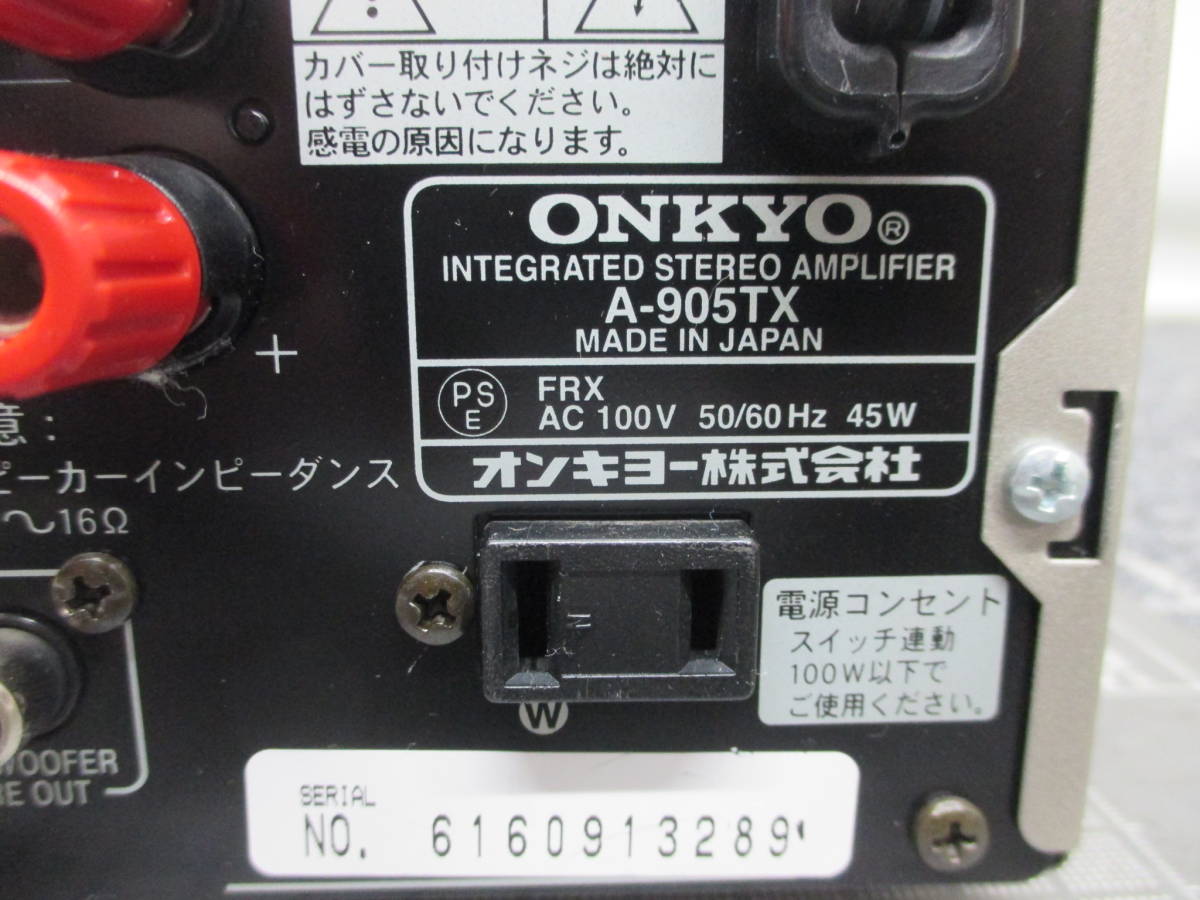 カバー取り付けネジは絶対に
はずさないでください。
感電の原因になります。
ONKYO®
INTEGRATED STEREO AMPLIFIER
A-905TX
MADE IN JAPAN
PSE
FRX
AC 100V 50/60Hz 45W
オンキヨー株式会社
+
意:
ピーカーインピーダンス
〜16Ω
N
W
電源コンセント
スイッチ連動
100W以下で
ご使用ください。
WOOFER
OUT
SERIAL
NO. 6160913289